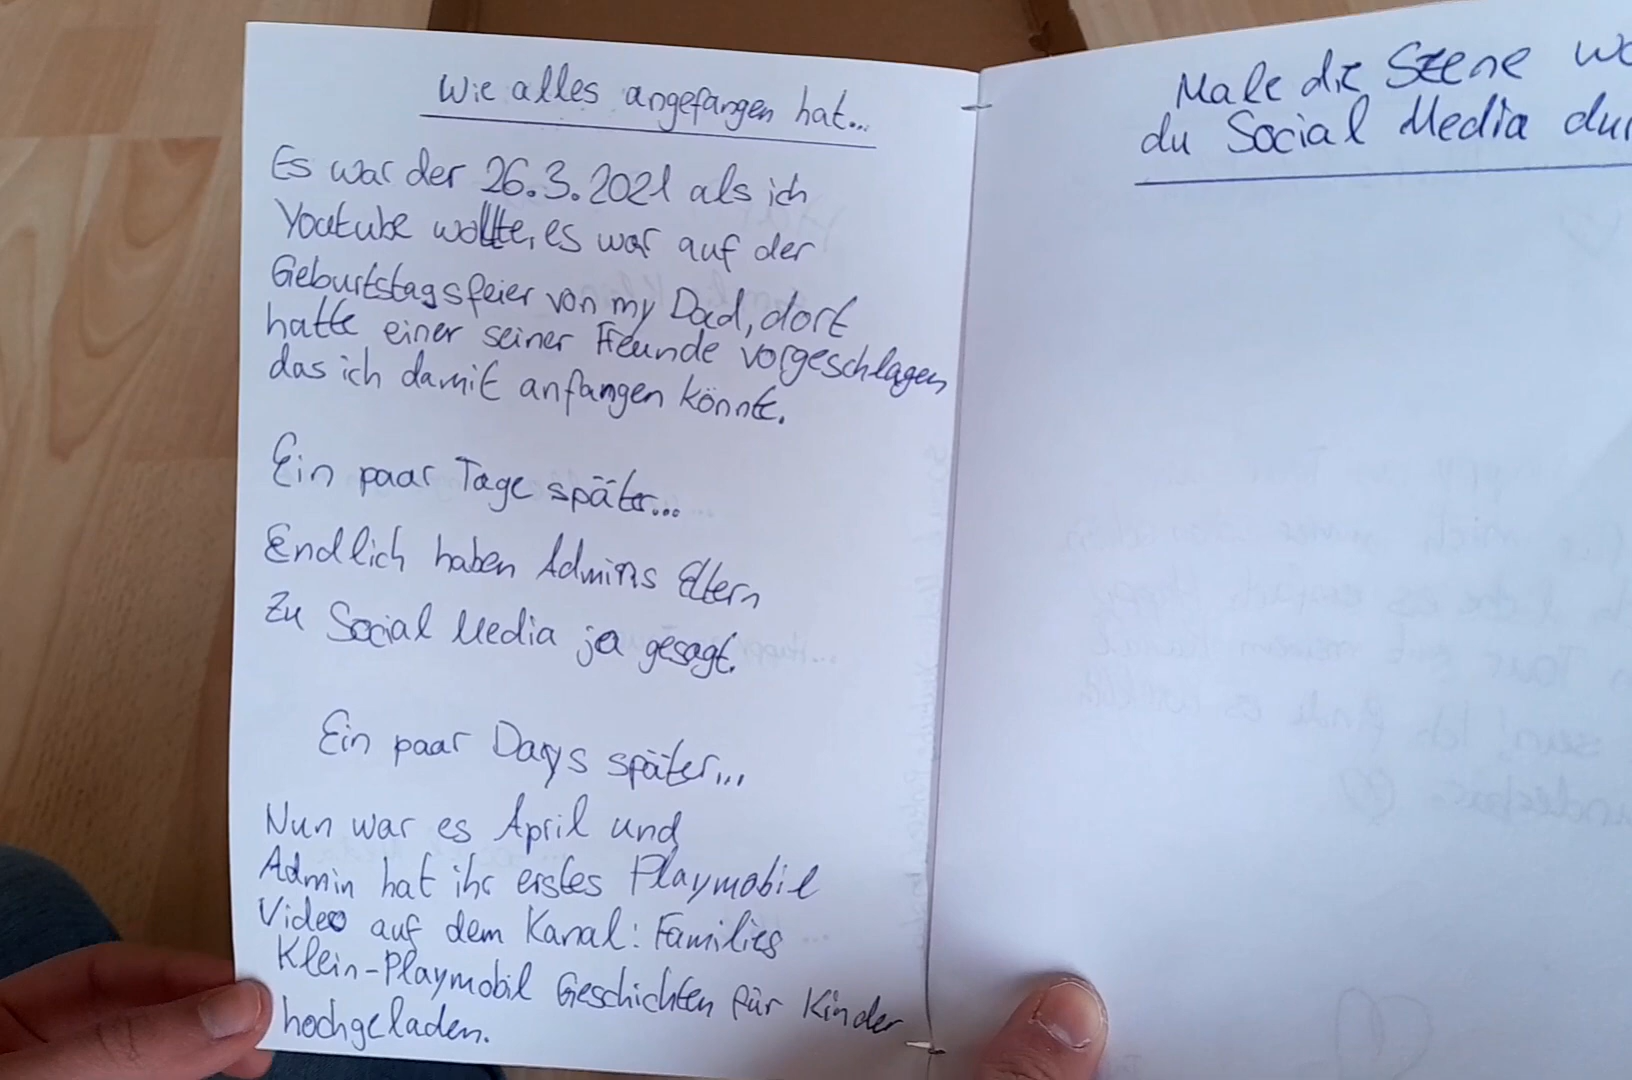 Wie alles angefangen hat...
Es war der 26.3.2021 als ich
Youtube wollte, es war auf der
Geburtstagsfeier von my Dad, dort
hatte einer seiner Freunde vorgeschlagen
das ich damit anfangen könnte.
Ein paar Tage später...
Endlich haben Admins Eltern
zu Social Media ja gesagt.
Ein paar Days später...
Nun war es April und
Admin hat ihr erstes Playmobil
Video auf dem Kanal: Families
Klein-Playmobil Geschichten für Kinder
hochgeladen.
Male die Szene wo
du Social Media